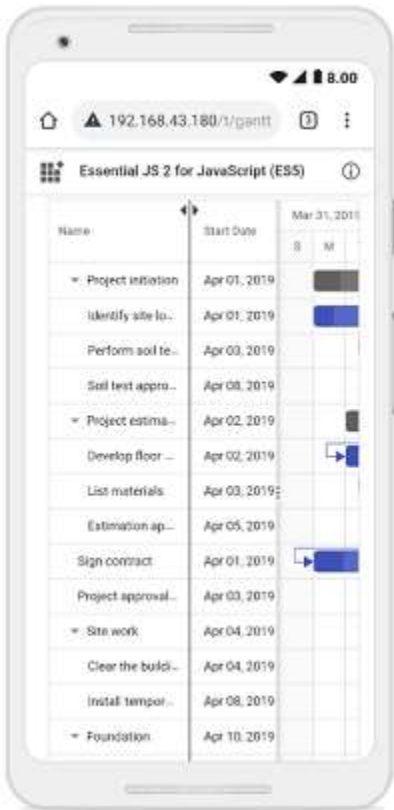 8.00
192.168.43.180/t/gantt
3
Essential JS 2 for JavaScript (ES5)
Name Start Date Mar 31, 2019
S M
Project initiation Apr 01, 2019
Identify site lo... Apr 01, 2019
Perform soil te... Apr 03, 2019
Soil test appro... Apr 08, 2019
Project estima... Apr 02, 2019
Develop floor ... Apr 02, 2019
List materials Apr 03, 2019
Estimation ap... Apr 05, 2019
Sign contract Apr 01, 2019
Project approval... Apr 03, 2019
Site work Apr 04, 2019
Clear the buildi... Apr 04, 2019
Install tempor... Apr 08, 2019
Foundation Apr 10, 2019